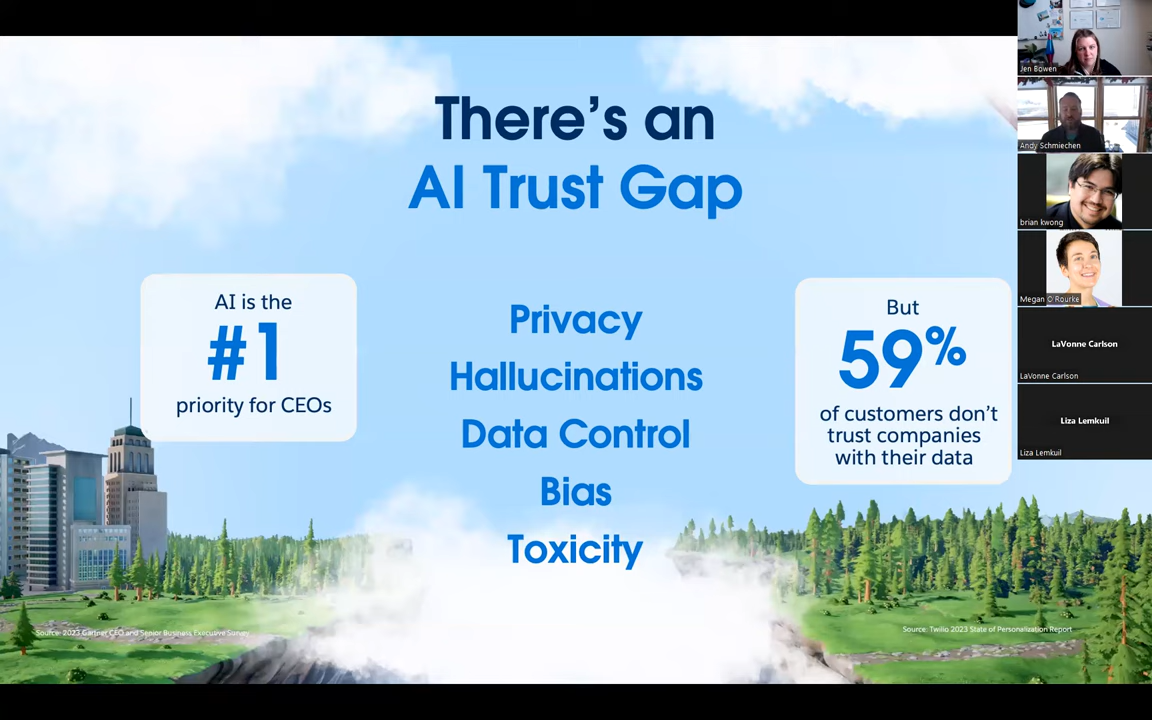 There's an
AI Trust Gap
AI is the
#1
priority for CEOs
Privacy
Hallucinations
Data Control
Bias
Toxicity
But
59%
of customers don't
trust companies
with their data
Source: 2023 Gartner CEO and Senior Business Executive Survey
Source: Twilio 2023 State of Personalization Report
Jen Bowen
Andy Schmiechen
brian kwong
Megan O'Rourke
LaVonne Carlson
LaVonne Carlson
Liza Lemkuil
Liza Lemkuil